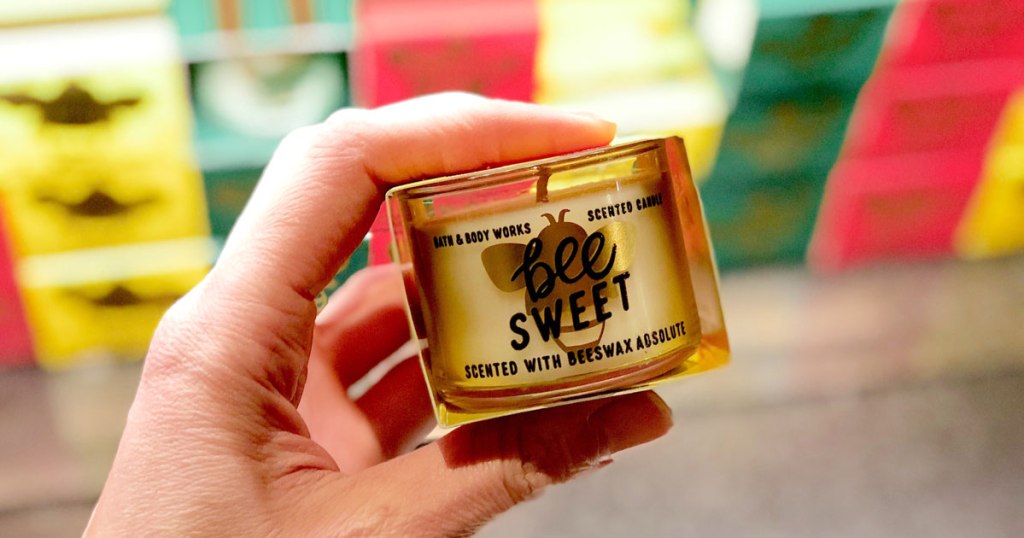 BATH & BODY WORKS SCENTED CANDLE
bee
SWEET
SCENTED WITH BEESWAX ABSOLUTE